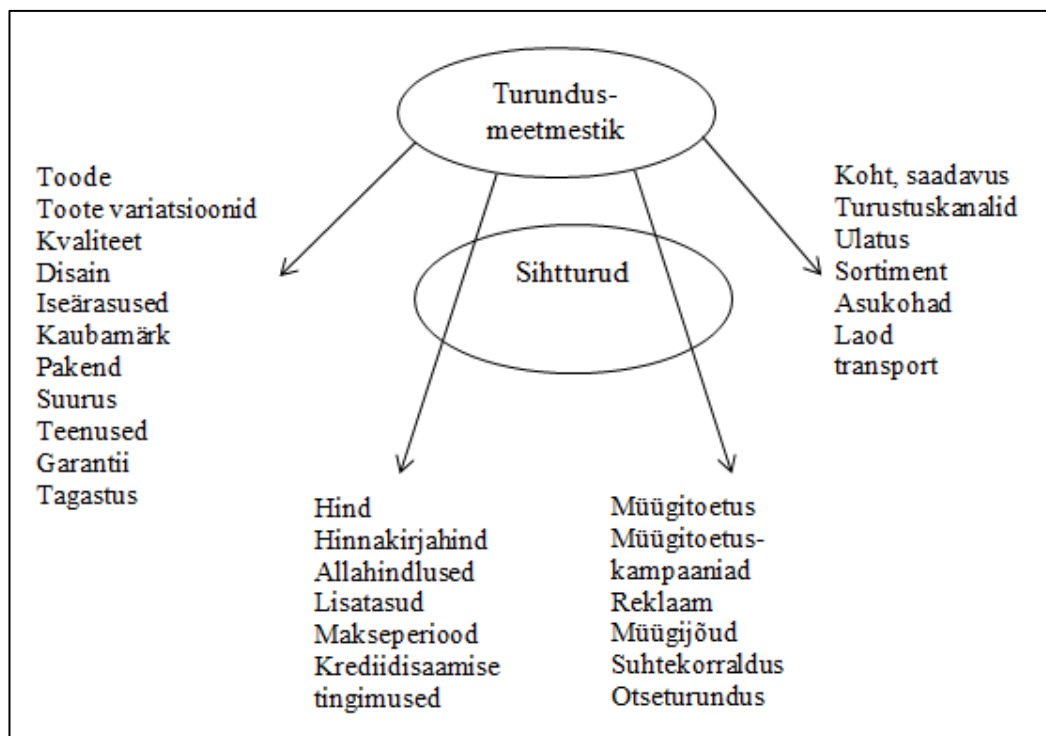 Turundus-
meetmestik
Sihtturud
Toode
Toote variatsioonid
Kvaliteet
Disain
Iseärasused
Kaubamärk
Pakend
Suurus
Teenused
Garantii
Tagastus
Hind
Hinnakirjahind
Allahindlused
Lisatasud
Makseperiood
Krediidisaamise
tingimused
Müügitoetus
Müügitoetus-
kampaaniad
Reklaam
Müügijõud
Suhtekorraldus
Otseturundus
Koht, saadavus
Turustuskanalid
Ulatus
Sortiment
Asukohad
Laod
transport